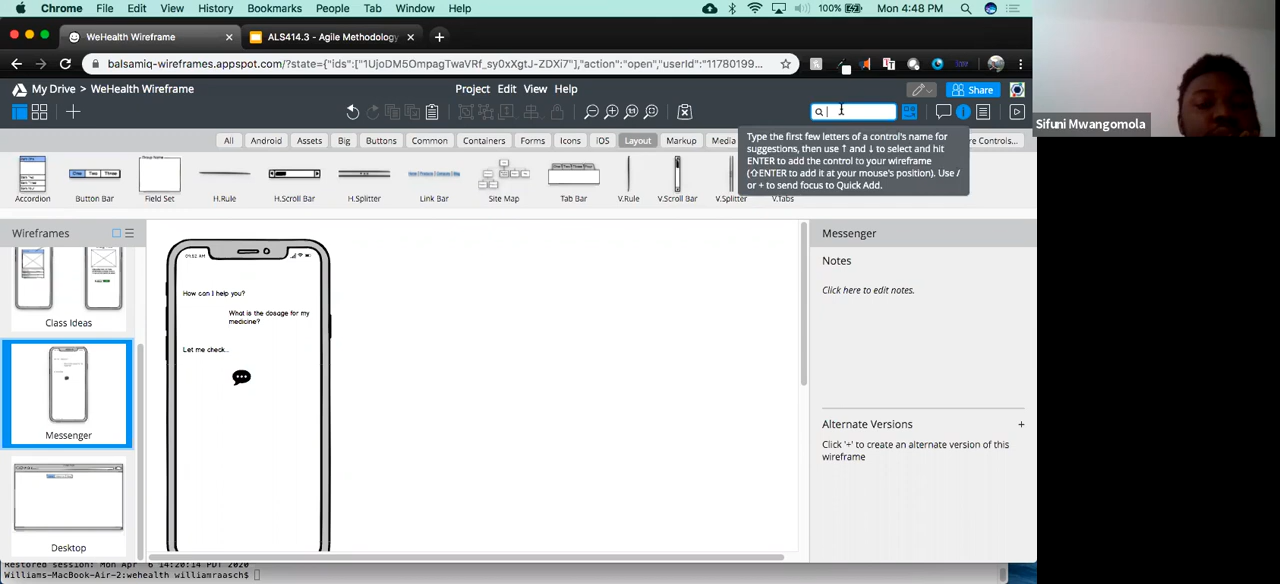 Chrome File Edit View History Bookmarks People Tab Window Help 100% Mon 4:48 PM
WeHealth Wireframe ALS414.3 - Agile Methodology
balsamiq-wireframes.appspot.com/?state={"ids":["1UjoDM5OmpagTwaVRf_sy0xXgtJ-ZDXi7"],"action":"open","userId":"11780199...
My Drive ▸ WeHealth Wireframe Project Edit View Help Share
All Android Assets Big Buttons Common Containers Forms Icons iOS Layout Markup Media
Type the first few letters of a control's name for
suggestions, then use ↑ and ↓ to select and hit
ENTER to add the control to your wireframe
(⇧ENTER to add it at your mouse's position). Use /
or + to send focus to Quick Add.
Accordion Button Bar Field Set H.Rule H.Scroll Bar H.Splitter Link Bar Site Map Tab Bar V.Rule V.Scroll Bar V.Splitter V.Tabs
Wireframes
Class Ideas
Messenger
Desktop
How can I help you?
What is the dosage for my
medicine?
Let me check...
Messenger
Notes
Click here to edit notes.
Alternate Versions +
Click '+' to create an alternate version of this
wireframe
Restored session: Mon Apr 6 14:20:14 PDT 2020
Williams-MacBook-Air-2:wehealth williamraasch$
Sifuni Mwangomola